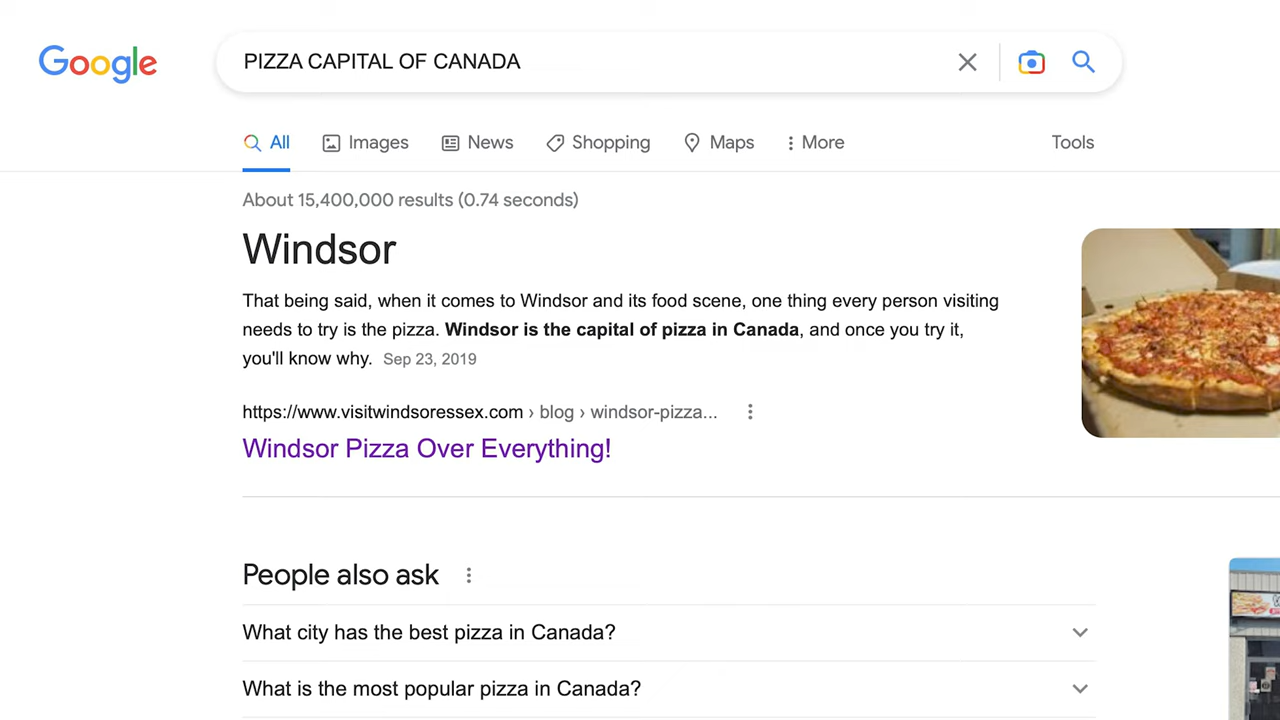 Google
PIZZA CAPITAL OF CANADA
All Images News Shopping Maps More Tools
About 15,400,000 results (0.74 seconds)
Windsor
That being said, when it comes to Windsor and its food scene, one thing every person visiting
needs to try is the pizza. Windsor is the capital of pizza in Canada, and once you try it,
you'll know why. Sep 23, 2019
https://www.visitwindsoressex.com › blog › windsor-pizza...
Windsor Pizza Over Everything!
People also ask
What city has the best pizza in Canada?
What is the most popular pizza in Canada?